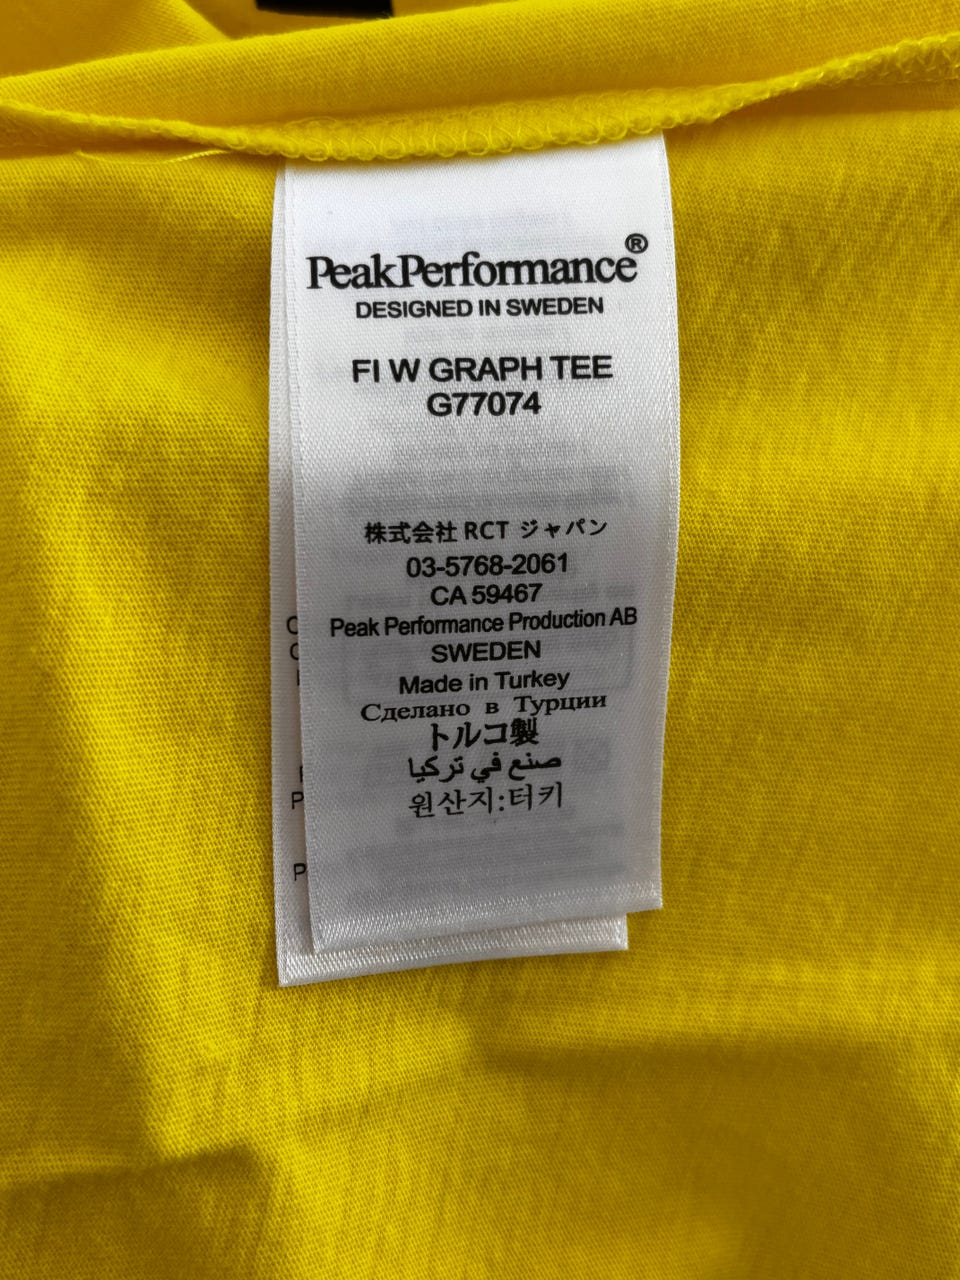 PeakPerformance®
DESIGNED IN SWEDEN
FI W GRAPH TEE
G77074
株式会社 RCT ジャパン
03-5768-2061
CA 59467
Peak Performance Production AB
SWEDEN
Made in Turkey
Сделано в Турции
トルコ製
صنع في تركيا
원산지:터키